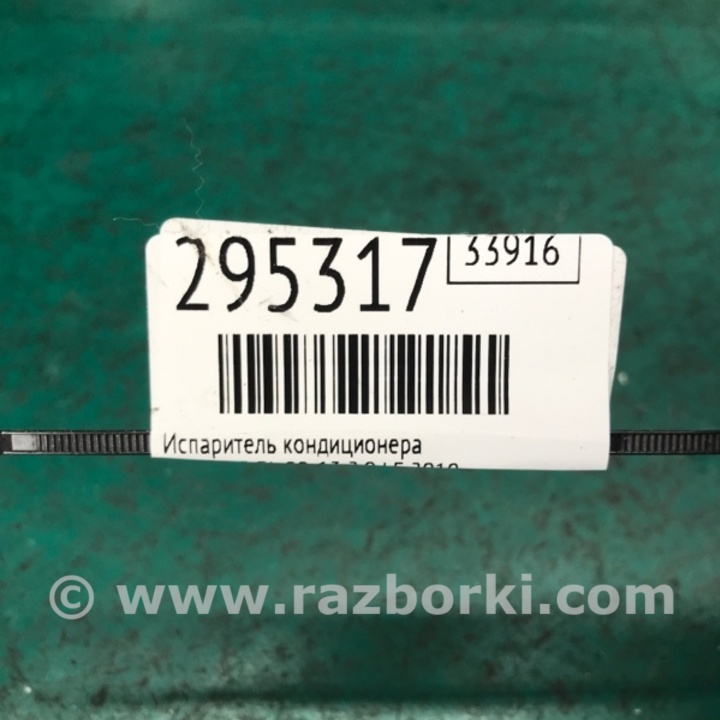 295317
33916
Испаритель кондиционера
© www.razborki.com